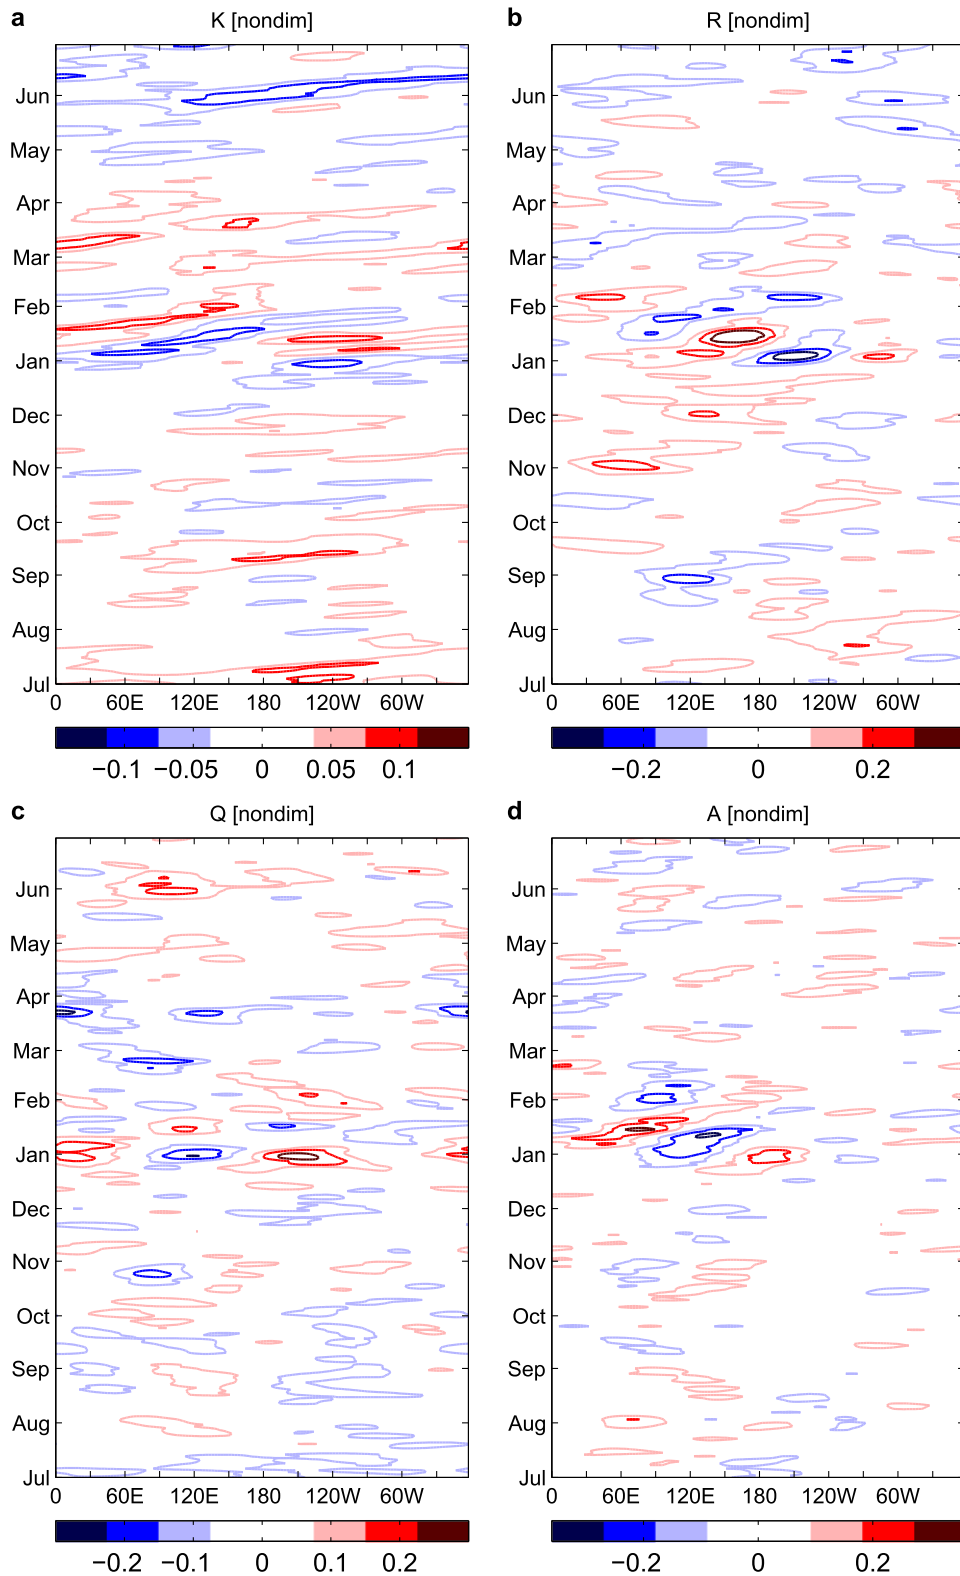 a
K [nondim]
Jun
May
Apr
Mar
Feb
Jan
Dec
Nov
Oct
Sep
Aug
Jul
0 60E 120E 180 120W 60W
−0.1 −0.05 0 0.05 0.1
b
R [nondim]
Jun
May
Apr
Mar
Feb
Jan
Dec
Nov
Oct
Sep
Aug
Jul
0 60E 120E 180 120W 60W
−0.2 0 0.2
c
Q [nondim]
Jun
May
Apr
Mar
Feb
Jan
Dec
Nov
Oct
Sep
Aug
Jul
0 60E 120E 180 120W 60W
−0.2 −0.1 0 0.1 0.2
d
A [nondim]
Jun
May
Apr
Mar
Feb
Jan
Dec
Nov
Oct
Sep
Aug
Jul
0 60E 120E 180 120W 60W
−0.2 0 0.2